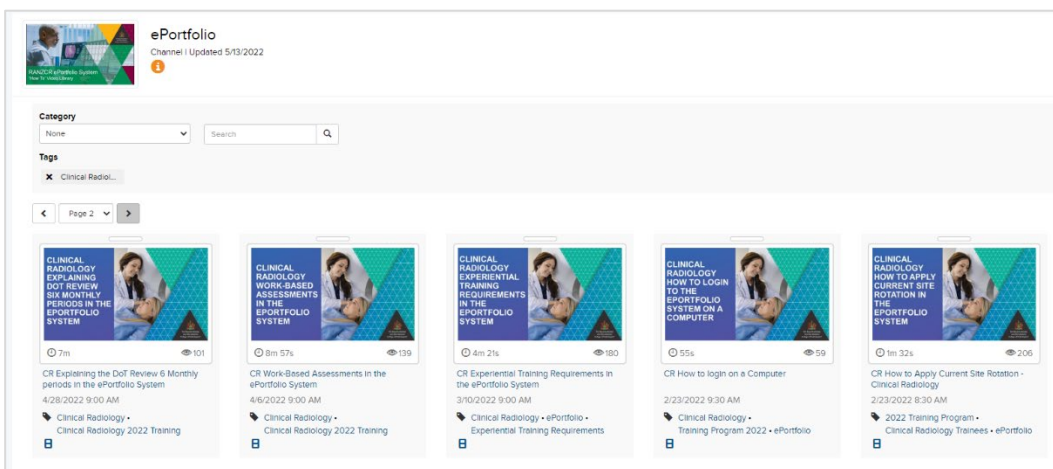 ePortfolio
Channel | Updated 5/13/2022
RANZCR ePortfolio System
"How To" Video Library
Category
None
Search
Tags
Clinical Radiol...
Page 2
CLINICAL
RADIOLOGY
EXPLAINING
DOT REVIEW
SIX MONTHLY
PERIODS IN THE
EPORTFOLIO
SYSTEM
7m
101
CR Explaining the DoT Review 6 Monthly
periods in the ePortfolio System
4/28/2022 9:00 AM
Clinical Radiology •
Clinical Radiology 2022 Training
CLINICAL
RADIOLOGY
WORK-BASED
ASSESSMENTS
IN THE
EPORTFOLIO
SYSTEM
8m 57s
139
CR Work-Based Assessments in the
ePortfolio System
4/6/2022 9:00 AM
Clinical Radiology •
Clinical Radiology 2022 Training
CLINICAL
RADIOLOGY
EXPERIENTIAL
TRAINING
REQUIREMENTS
IN THE
EPORTFOLIO
SYSTEM
4m 21s
180
CR Experiential Training Requirements in
the ePortfolio System
3/10/2022 9:00 AM
Clinical Radiology • ePortfolio •
Experiential Training Requirements
CLINICAL
RADIOLOGY
HOW TO LOGIN
TO THE
EPORTFOLIO
SYSTEM ON A
COMPUTER
55s
59
CR How to login on a Computer
2/23/2022 9:30 AM
Clinical Radiology •
Training Program 2022 • ePortfolio
CLINICAL
RADIOLOGY
HOW TO APPLY
CURRENT SITE
ROTATION IN
THE
EPORTFOLIO
SYSTEM
1m 32s
206
CR How to Apply Current Site Rotation -
Clinical Radiology
2/23/2022 8:30 AM
2022 Training Program •
Clinical Radiology Trainees • ePortfolio